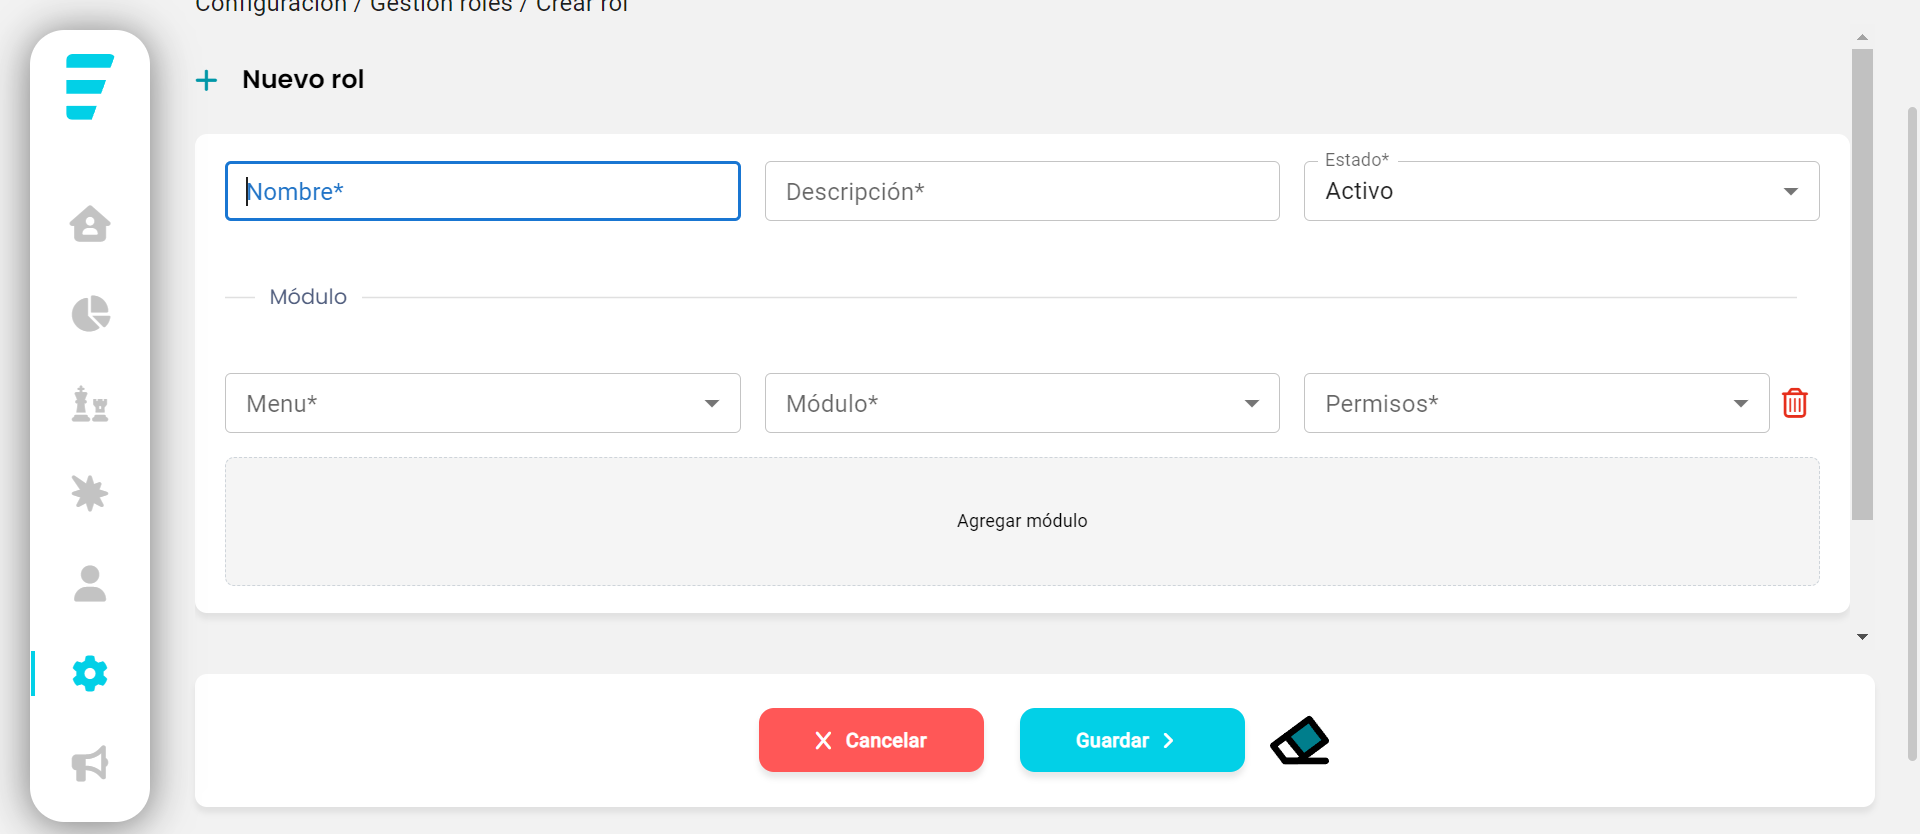 Configuración / Gestión roles / Crear rol
Nuevo rol
Nombre*
Descripción*
Estado*
Activo
Módulo
Menu*
Módulo*
Permisos*
Agregar módulo
Cancelar
Guardar